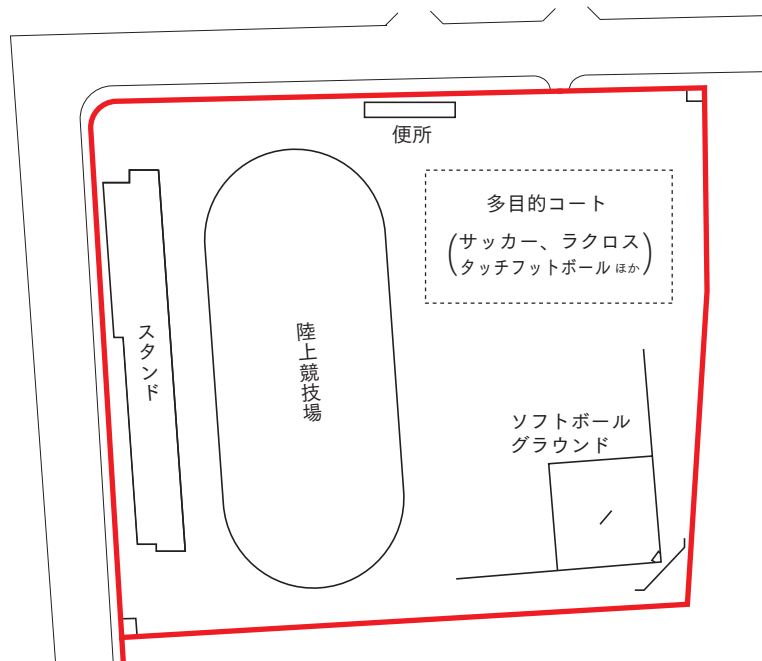 便所
多目的コート
(サッカー、ラクロス
タッチフットボール ほか)
スタンド
陸上競技場
ソフトボール
グラウンド